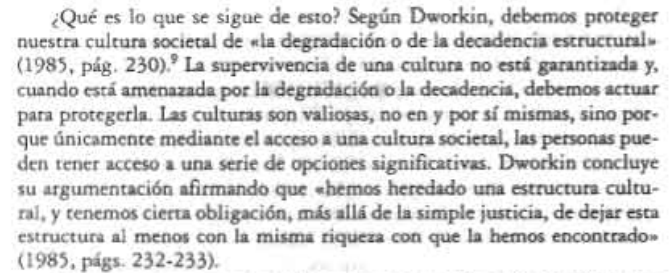 ¿Qué es lo que se sigue de esto? Según Dworkin, debemos proteger
nuestra cultura societal de «la degradación o de la decadencia estructural»
(1985, pág. 230).⁹ La supervivencia de una cultura no está garantizada y,
cuando está amenazada por la degradación o la decadencia, debemos actuar
para protegerla. Las culturas son valiosas, no en y por sí mismas, sino por-
que únicamente mediante el acceso a una cultura societal, las personas pue-
den tener acceso a una serie de opciones significativas. Dworkin concluye
su argumentación afirmando que «hemos heredado una estructura cultu-
ral, y tenemos cierta obligación, más allá de la simple justicia, de dejar esta
estructura al menos con la misma riqueza con que la hemos encontrado»
(1985, págs. 232-233).